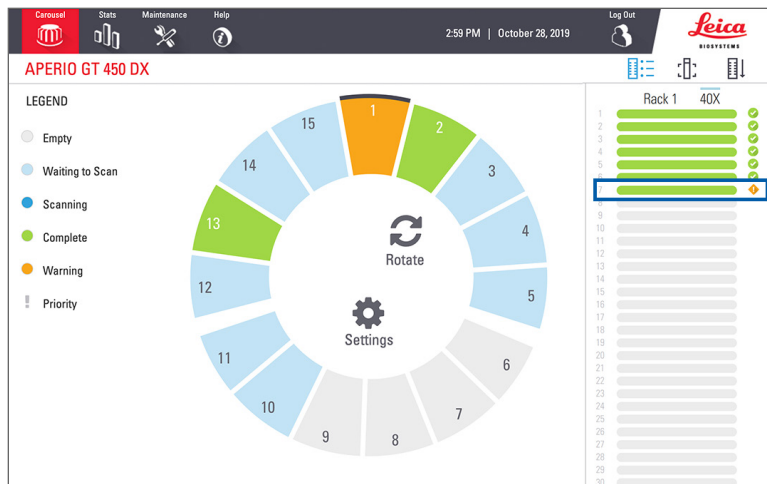 Carousel
Stats
Maintenance
Help
2:59 PM | October 28, 2019
Log Out
Leica
BIOSYSTEMS
APERIO GT 450 DX
LEGEND
Empty
Waiting to Scan
Scanning
Complete
Warning
! Priority
1
2
3
4
5
6
7
8
9
10
11
12
13
14
15
Rotate
Settings
Rack 1 40X
1
2
3
4
5
6
7 !
8
9
10
11
12
13
14
15
16
17
18
19
20
21
22
23
24
25
26
27
28
29
30